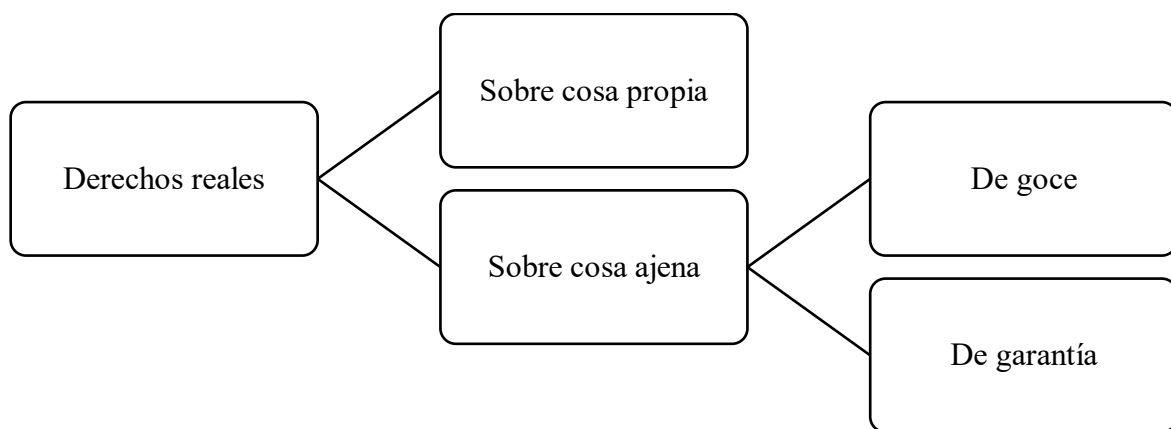 Derechos reales
Sobre cosa propia
Sobre cosa ajena
De goce
De garantía